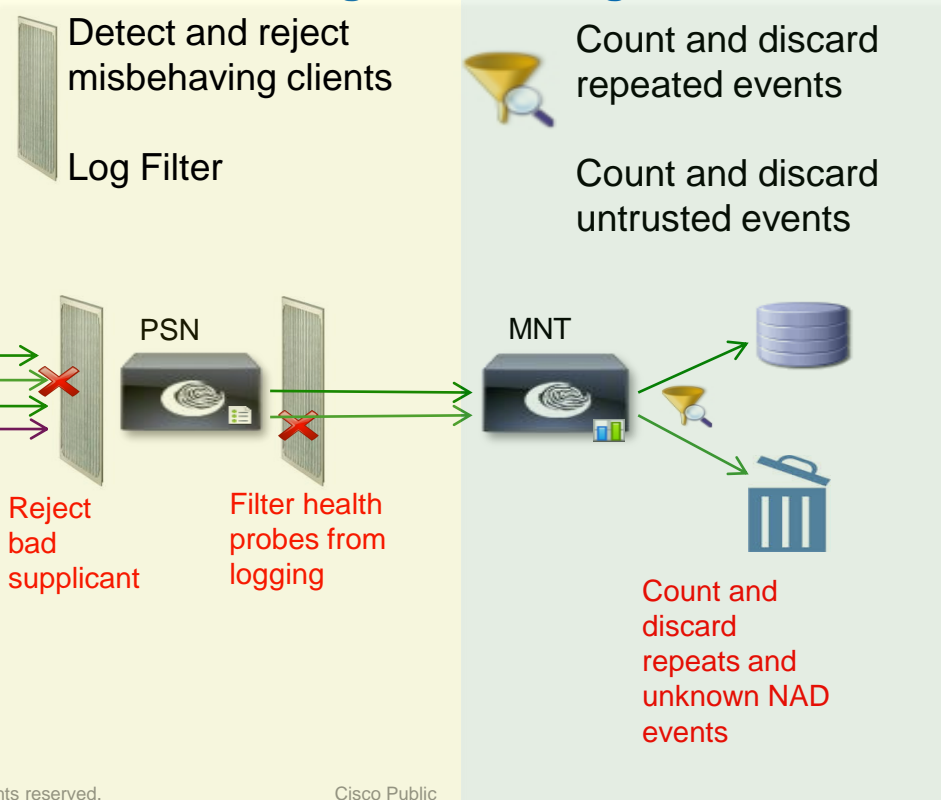 Detect and reject
misbehaving clients
Log Filter
Count and discard
repeated events
Count and discard
untrusted events
PSN
MNT
Reject
bad
supplicant
Filter health
probes from
logging
Count and
discard
repeats and
unknown NAD
events
reserved.
Cisco Public